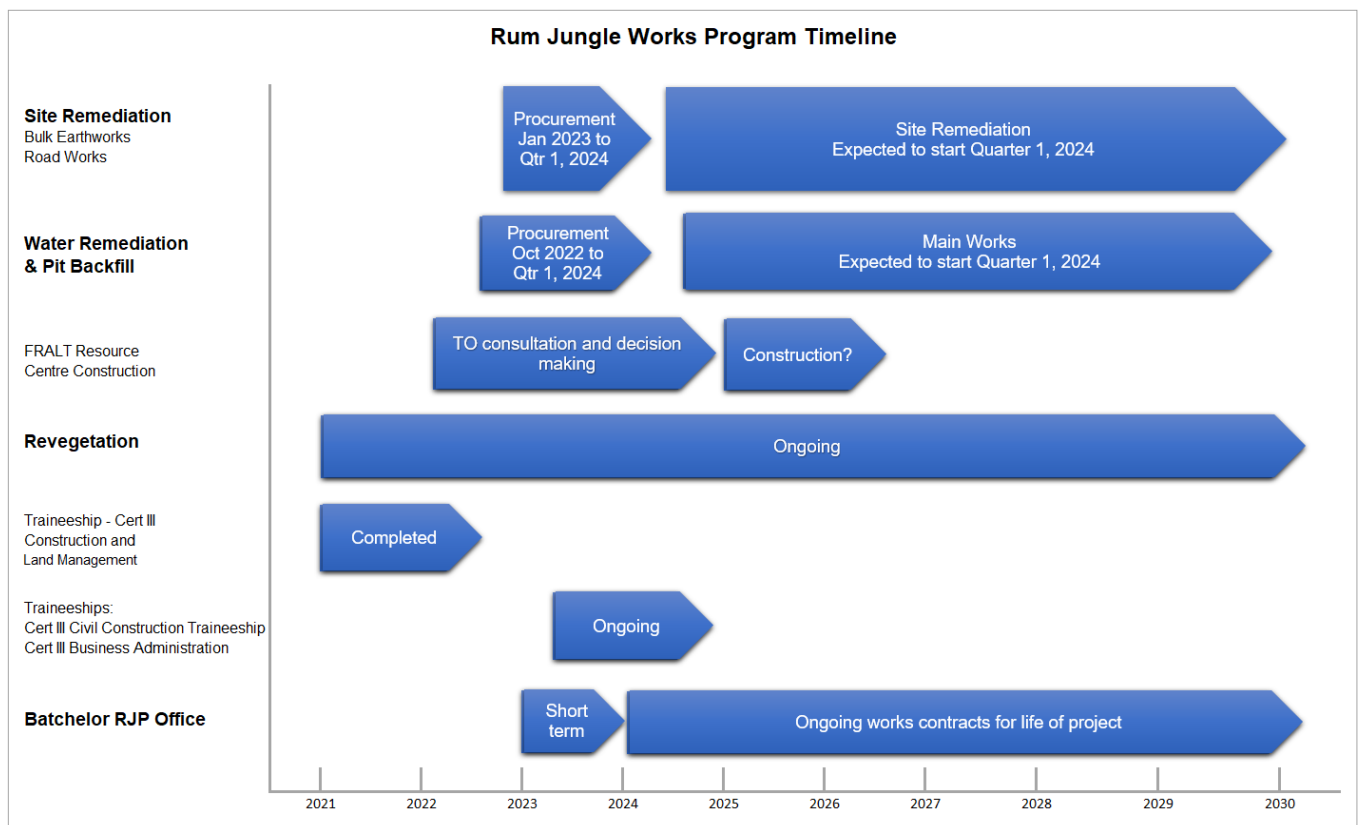 Rum Jungle Works Program Timeline
Site Remediation
Bulk Earthworks
Road Works
Procurement
Jan 2023 to
Qtr 1, 2024
Site Remediation
Expected to start Quarter 1, 2024
Water Remediation
& Pit Backfill
Procurement
Oct 2022 to
Qtr 1, 2024
Main Works
Expected to start Quarter 1, 2024
FRALT Resource
Centre Construction
TO consultation and decision
making
Construction?
Revegetation
Ongoing
Traineeship - Cert III
Construction and
Land Management
Completed
Traineeships:
Cert III Civil Construction Traineeship
Cert III Business Administration
Ongoing
Batchelor RJP Office
Short
term
Ongoing works contracts for life of project
2021 2022 2023 2024 2025 2026 2027 2028 2029 2030